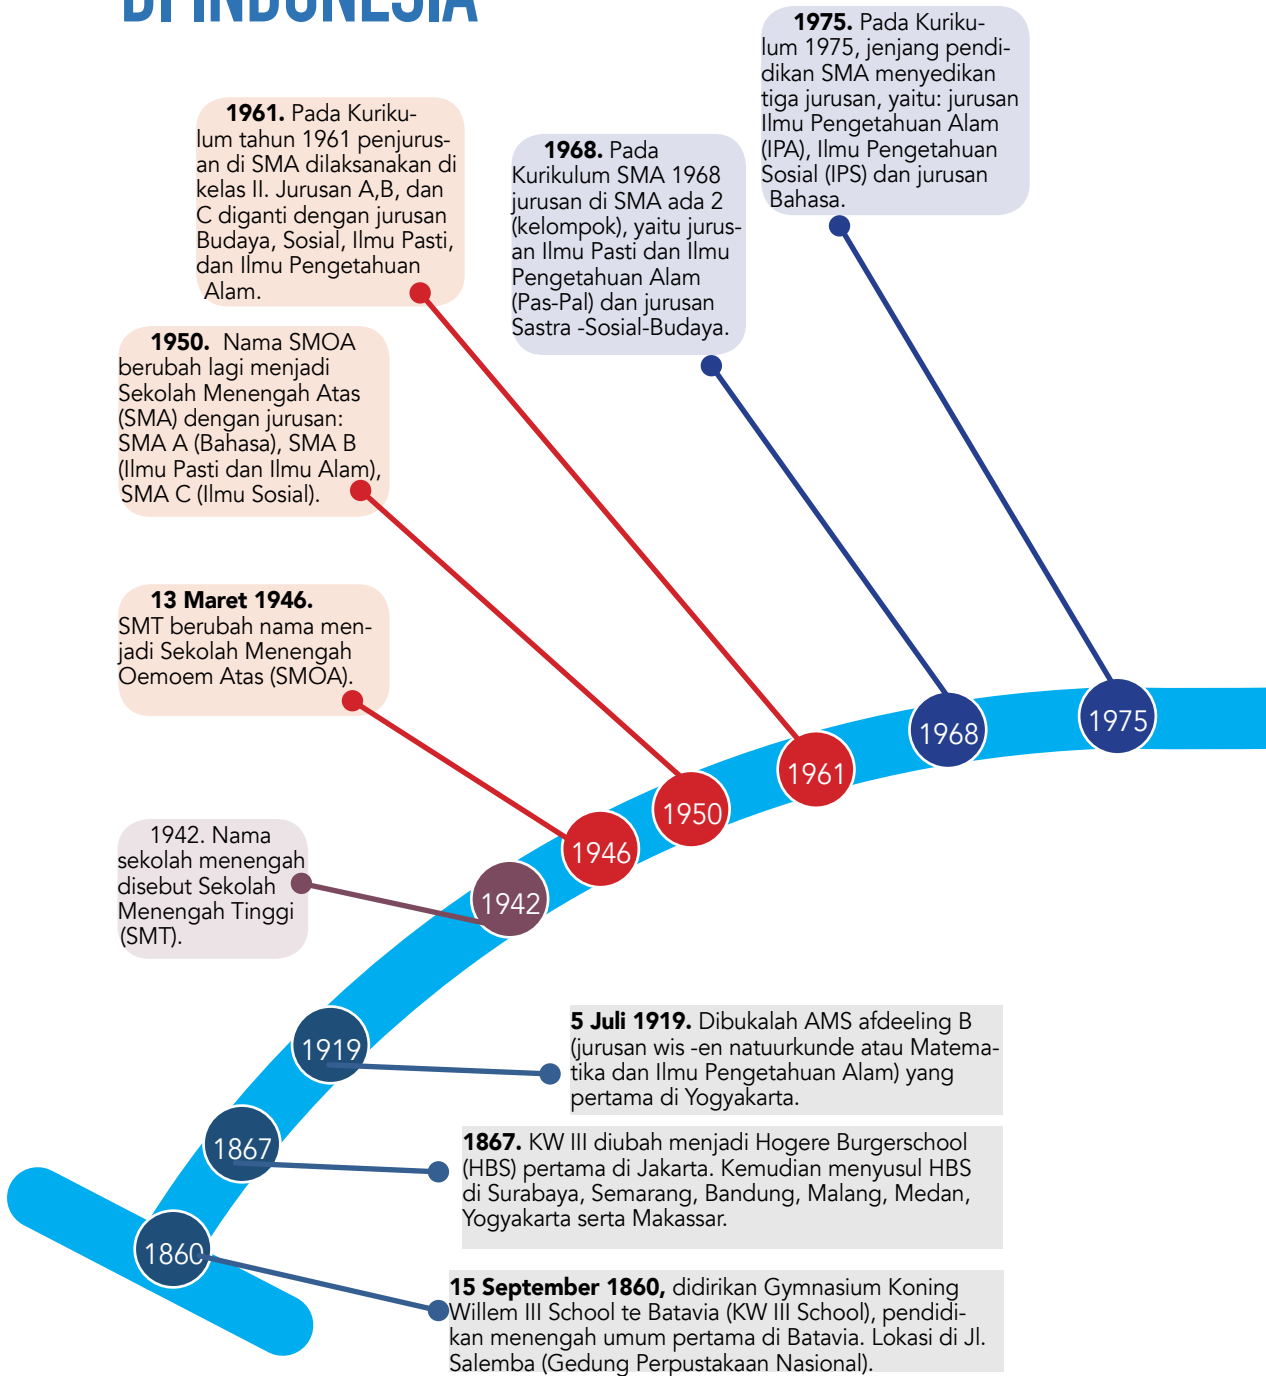 DI INDONESIA
1975. Pada Kuriku-
lum 1975, jenjang pendi-
dikan SMA menyedikan
tiga jurusan, yaitu: jurusan
Ilmu Pengetahuan Alam
(IPA), Ilmu Pengetahuan
Sosial (IPS) dan jurusan
Bahasa.
1961. Pada Kuriku-
lum tahun 1961 penjurus-
an di SMA dilaksanakan di
kelas II. Jurusan A,B, dan
C diganti dengan jurusan
Budaya, Sosial, Ilmu Pasti,
dan Ilmu Pengetahuan
Alam.
1968. Pada
Kurikulum SMA 1968
jurusan di SMA ada 2
(kelompok), yaitu jurus-
an Ilmu Pasti dan Ilmu
Pengetahuan Alam
(Pas-Pal) dan jurusan
Sastra -Sosial-Budaya.
1950. Nama SMOA
berubah lagi menjadi
Sekolah Menengah Atas
(SMA) dengan jurusan:
SMA A (Bahasa), SMA B
(Ilmu Pasti dan Ilmu Alam),
SMA C (Ilmu Sosial).
13 Maret 1946.
SMT berubah nama men-
jadi Sekolah Menengah
Oemoem Atas (SMOA).
1975
1968
1961
1950
1946
1942
1942. Nama
sekolah menengah
disebut Sekolah
Menengah Tinggi
(SMT).
1919
5 Juli 1919. Dibukalah AMS afdeeling B
(jurusan wis -en natuurkunde atau Matema-
tika dan Ilmu Pengetahuan Alam) yang
pertama di Yogyakarta.
1867
1867. KW III diubah menjadi Hogere Burgerschool
(HBS) pertama di Jakarta. Kemudian menyusul HBS
di Surabaya, Semarang, Bandung, Malang, Medan,
Yogyakarta serta Makassar.
1860
15 September 1860, didirikan Gymnasium Koning
Willem III School te Batavia (KW III School), pendidi-
kan menengah umum pertama di Batavia. Lokasi di Jl.
Salemba (Gedung Perpustakaan Nasional).